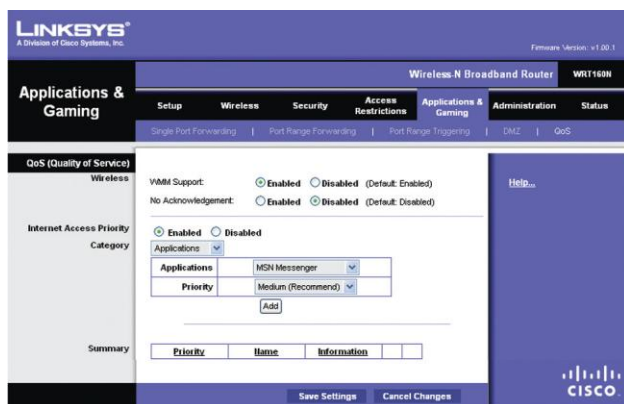 LINKSYS®
A Division of Cisco Systems, Inc.
Firmware Version: v1.00.1
Wireless-N Broadband Router WRT160N
Applications & Gaming
Setup Wireless Security Access Restrictions Applications & Gaming Administration Status
Single Port Forwarding | Port Range Forwarding | Port Range Triggering | DMZ | QoS
QoS (Quality of Service)
Wireless
WMM Support: Enabled Disabled (Default: Enabled)
Help...
No Acknowledgement: Enabled Disabled (Default: Disabled)
Internet Access Priority
Enabled Disabled
Category
Applications
Applications MSN Messenger
Priority Medium (Recommend)
Add
Summary
Priority Name Information
Save Settings Cancel Changes
CISCO